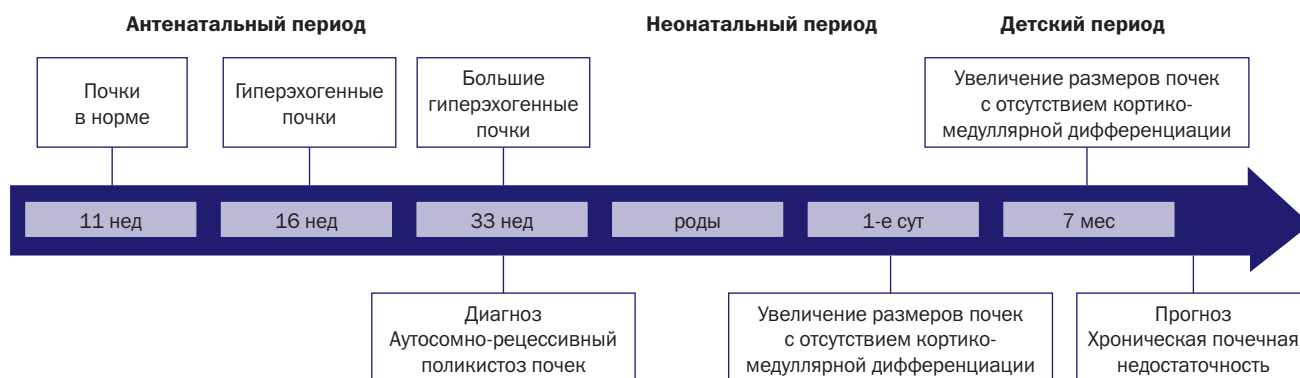 Антенатальный период
Неонатальный период
Детский период
Почки
в норме
Гиперэхогенные
почки
Большие
гиперэхогенные
почки
Увеличение размеров почек
с отсутствием кортико-
медуллярной дифференциации
11 нед
16 нед
33 нед
роды
1-е сут
7 мес
Диагноз
Аутосомно-рецессивный
поликистоз почек
Увеличение размеров почек
с отсутствием кортико-
медуллярной дифференциации
Прогноз
Хроническая почечная
недостаточность